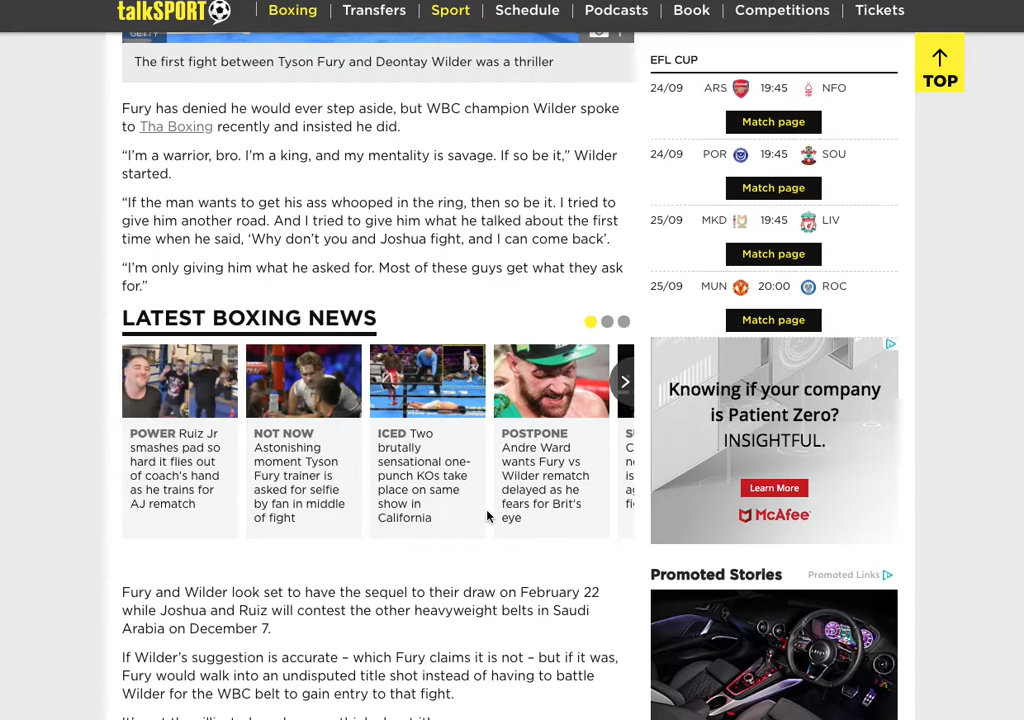 talkSPORT
Boxing
Transfers
Sport
Schedule
Podcasts
Book
Competitions
Tickets
GETTY
1
The first fight between Tyson Fury and Deontay Wilder was a thriller
Fury has denied he would ever step aside, but WBC champion Wilder spoke
to Tha Boxing recently and insisted he did.
“I’m a warrior, bro. I’m a king, and my mentality is savage. If so be it,” Wilder
started.
“If the man wants to get his ass whooped in the ring, then so be it. I tried to
give him another road. And I tried to give him what he talked about the first
time when he said, ‘Why don’t you and Joshua fight, and I can come back’.
“I’m only giving him what he asked for. Most of these guys get what they ask
for.”
LATEST BOXING NEWS
POWER Ruiz Jr
smashes pad so
hard it flies out
of coach's hand
as he trains for
AJ rematch
NOT NOW
Astonishing
moment Tyson
Fury trainer is
asked for selfie
by fan in middle
of fight
ICED Two
brutally
sensational one-
punch KOs take
place on same
show in
California
POSTPONE
Andre Ward
wants Fury vs
Wilder rematch
delayed as he
fears for Brit's
eye
Fury and Wilder look set to have the sequel to their draw on February 22
while Joshua and Ruiz will contest the other heavyweight belts in Saudi
Arabia on December 7.
If Wilder’s suggestion is accurate – which Fury claims it is not – but if it was,
Fury would walk into an undisputed title shot instead of having to battle
Wilder for the WBC belt to gain entry to that fight.
EFL CUP
24/09 ARS 19:45 NFO
Match page
24/09 POR 19:45 SOU
Match page
25/09 MKD 19:45 LIV
Match page
25/09 MUN 20:00 ROC
Match page
Knowing if your company
is Patient Zero?
INSIGHTFUL.
Learn More
McAfee
Promoted Stories
Promoted Links
TOP